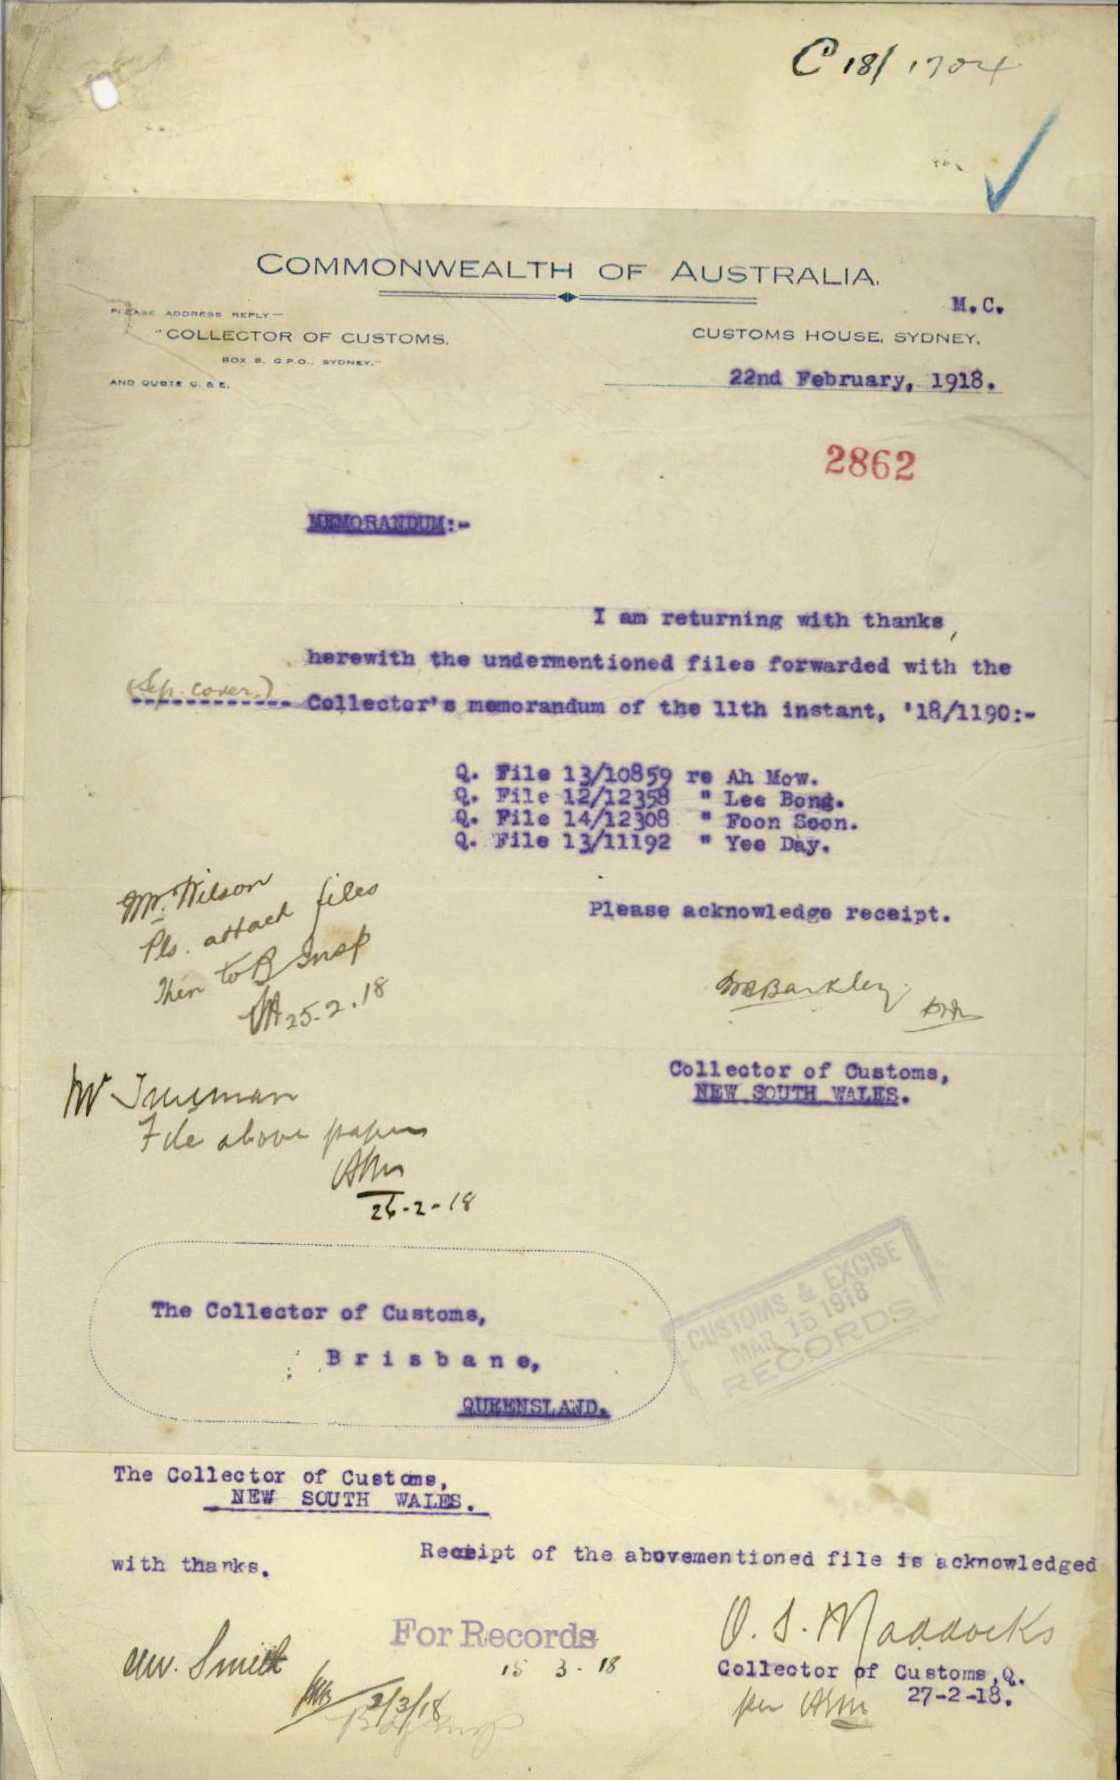 C 18/1704
COMMONWEALTH OF AUSTRALIA.
M.C.
PLEASE ADDRESS REPLY—
"COLLECTOR OF CUSTOMS.
BOX 8, G.P.O., SYDNEY."
AND QUOTE C. & E.
CUSTOMS HOUSE, SYDNEY,
22nd February, 1918.
2862
MEMORANDUM:-
I am returning with thanks,
herewith the undermentioned files forwarded with the
(Sep. cover.)
Collector's memorandum of the 11th instant, '18/1190:-
Q. File 13/10859 re Ah Mow.
Q. File 12/12358 " Lee Bong.
Q. File 14/12308 " Foon Soon.
Q. File 13/11192 " Yee Day.
Please acknowledge receipt.
Mr. Wilson
Pls. attach files
Then to B Insp
25.2.18
Barkley
Collector of Customs,
NEW SOUTH WALES.
Mr Trueman
File above papers
26-2-18
The Collector of Customs,
Brisbane,
QUEENSLAND.
CUSTOMS & EXCISE
MAR 15 1918
RECORDS
The Collector of Customs,
NEW SOUTH WALES.
Receipt of the abovementioned file is acknowledged
with thanks.
For Records
15 3 18
O. S. Maddocks
Collector of Customs, Q.
per
27-2-18.
Smith
2/3/18